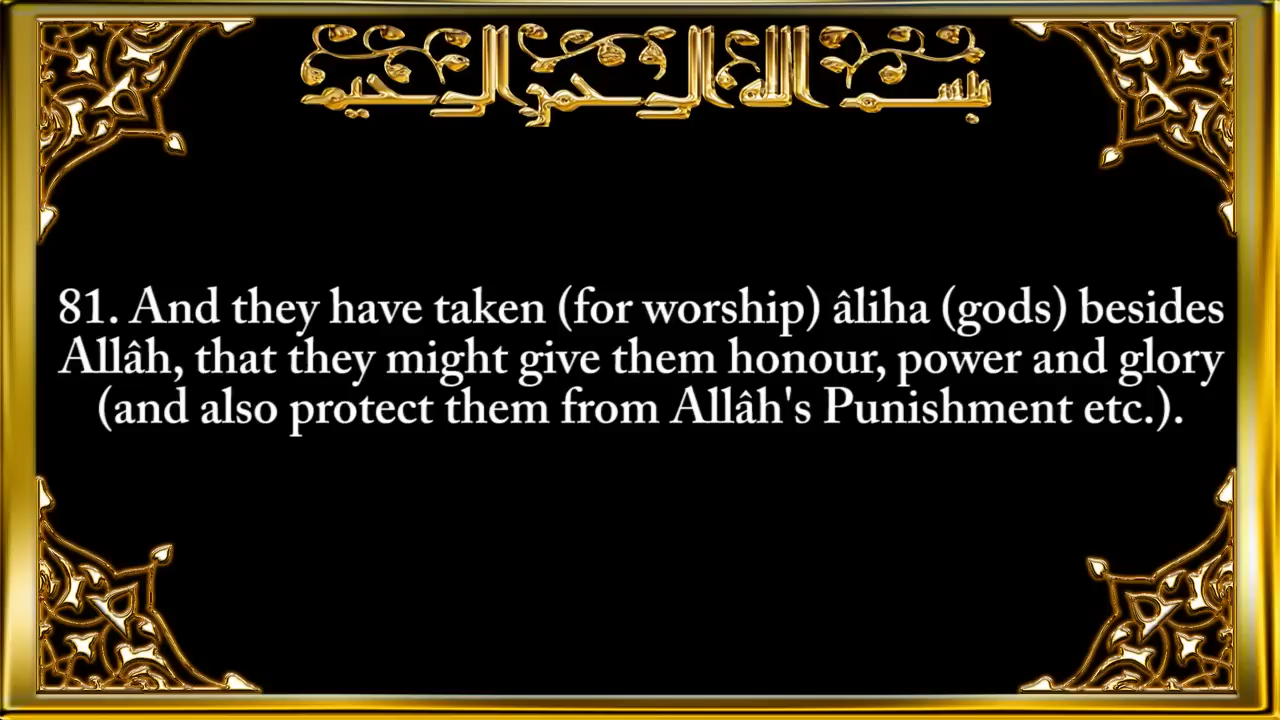 بسم الله الرحمن الرحيم
81. And they have taken (for worship) âliha (gods) besides
Allâh, that they might give them honour, power and glory
(and also protect them from Allâh's Punishment etc.).